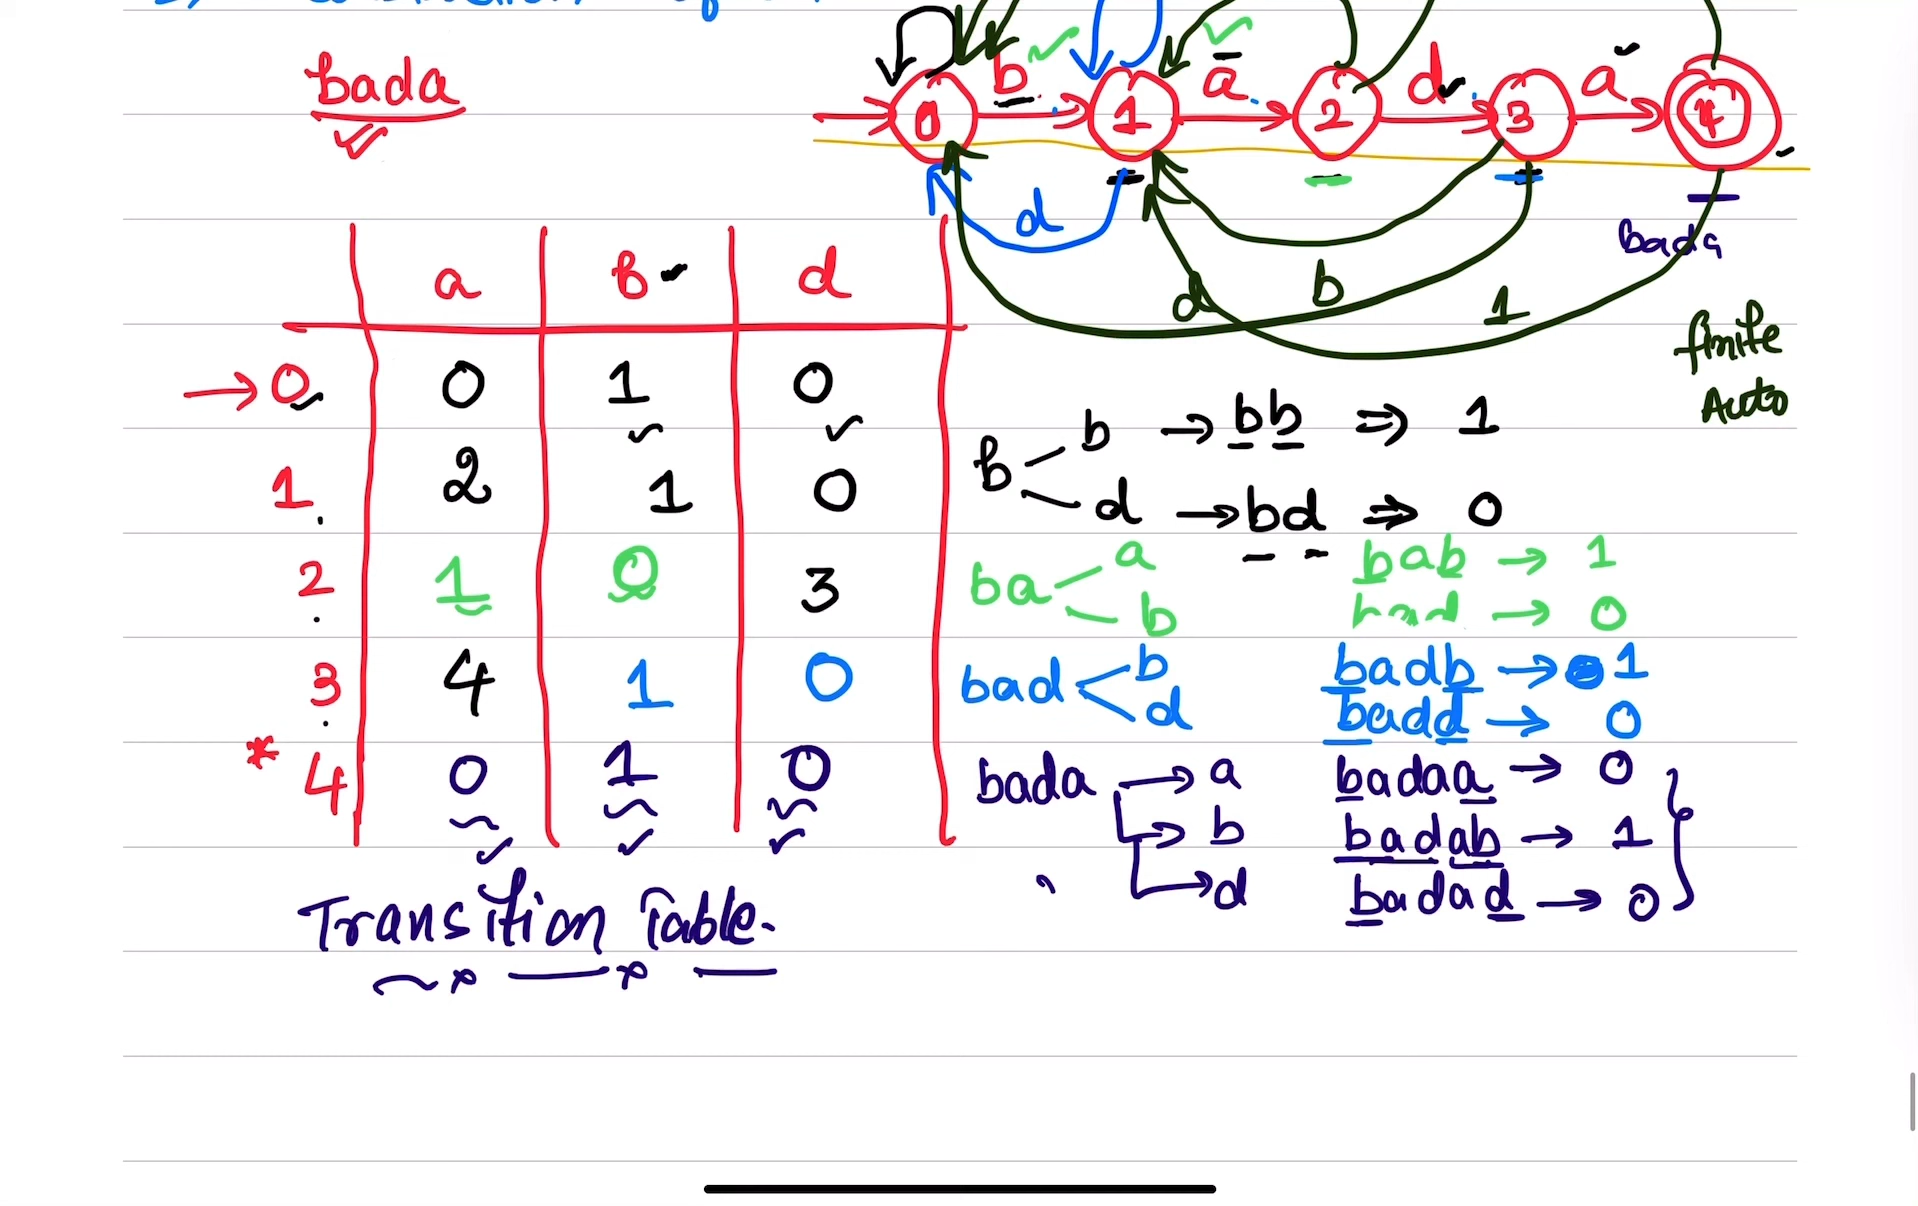 bada
b a d a
0 1 2 3 4
d
bada
d b 1
finite
Auto
a b d
→ 0 0 1 0
1 2 1 0
2 1 0 3
3 4 1 0
* 4 0 1 0
b b → bb ⇒ 1
d → bd ⇒ 0
ba a bab → 1
b → 0
bad b badb → 1
d badd → 0
bada → a badaa → 0
→ b badab → 1
→ d badad → 0
Transition Table.